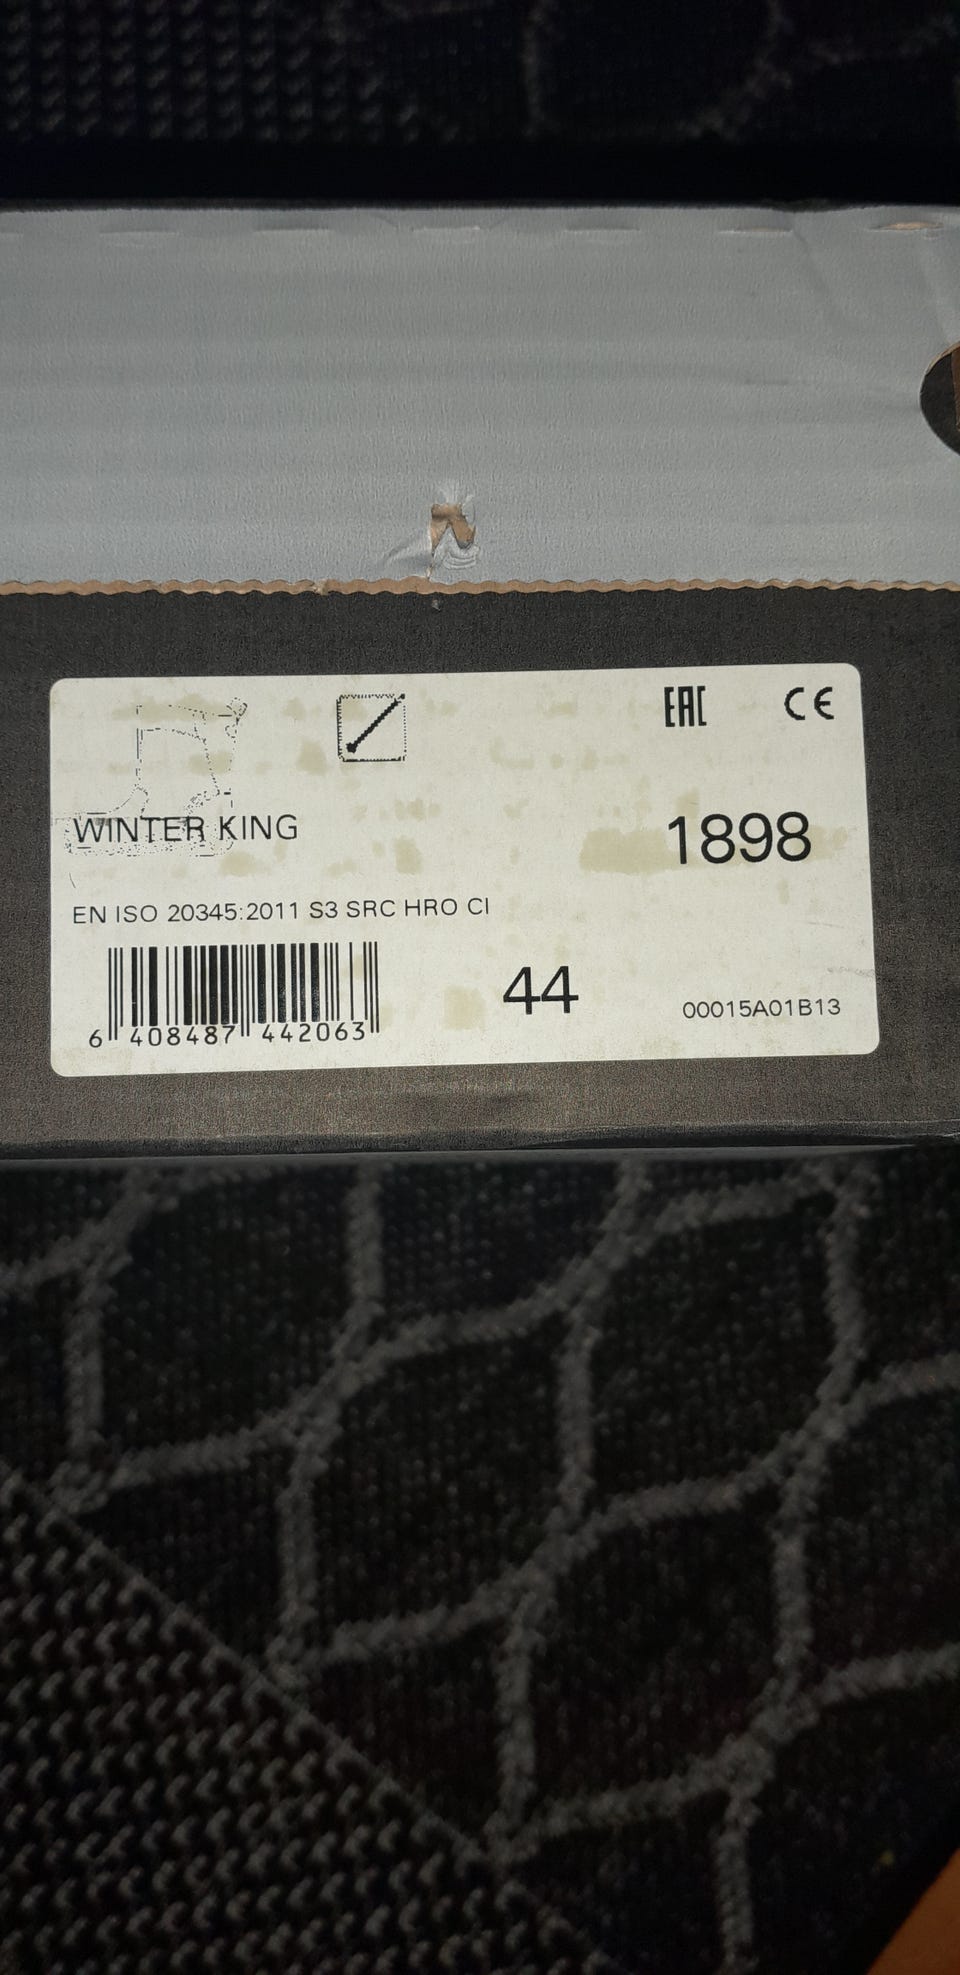 EAC CE
WINTER KING
1898
EN ISO 20345:2011 S3 SRC HRO CI
44
00015A01B13
6 408487 442063